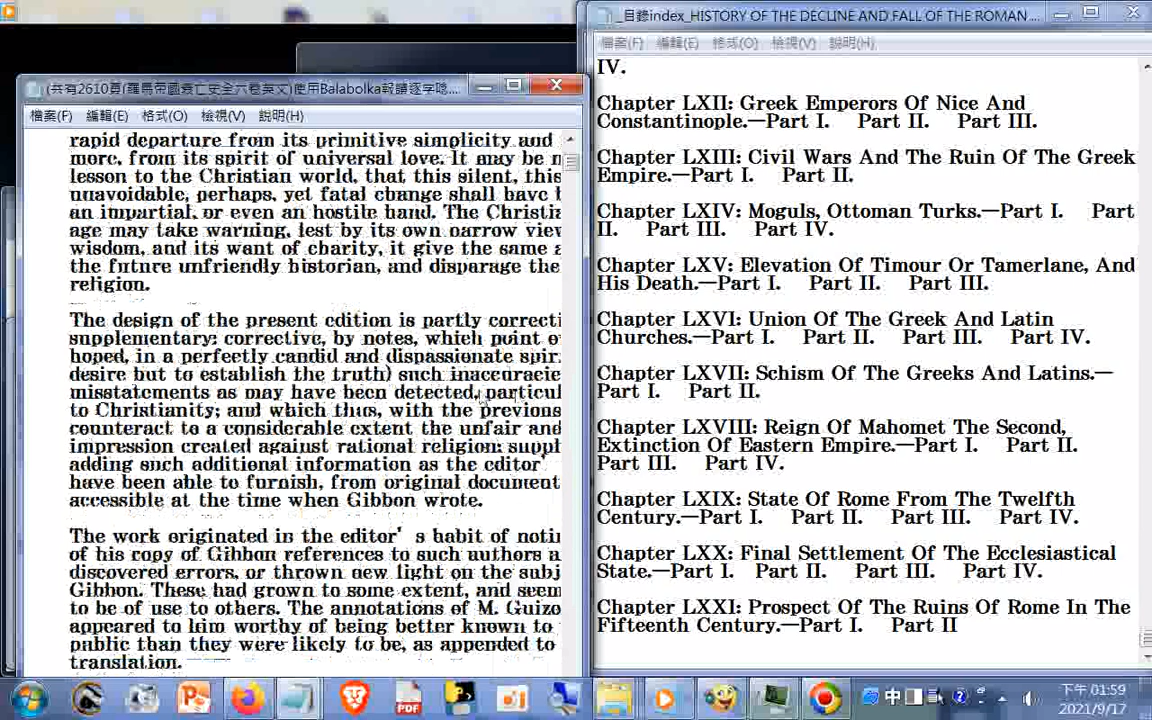 _目錄index_HISTORY OF THE DECLINE AND FALL OF THE ROMAN ...
檔案(F) 編輯(E) 格式(O) 檢視(V) 說明(H)
IV.
Chapter LXII: Greek Emperors Of Nice And
Constantinople.—Part I. Part II. Part III.
Chapter LXIII: Civil Wars And The Ruin Of The Greek
Empire.—Part I. Part II.
Chapter LXIV: Moguls, Ottoman Turks.—Part I. Part
II. Part III. Part IV.
Chapter LXV: Elevation Of Timour Or Tamerlane, And
His Death.—Part I. Part II. Part III.
Chapter LXVI: Union Of The Greek And Latin
Churches.—Part I. Part II. Part III. Part IV.
Chapter LXVII: Schism Of The Greeks And Latins.—
Part I. Part II.
Chapter LXVIII: Reign Of Mahomet The Second,
Extinction Of Eastern Empire.—Part I. Part II.
Part III. Part IV.
Chapter LXIX: State Of Rome From The Twelfth
Century.—Part I. Part II. Part III. Part IV.
Chapter LXX: Final Settlement Of The Ecclesiastical
State.—Part I. Part II. Part III. Part IV.
Chapter LXXI: Prospect Of The Ruins Of Rome In The
Fifteenth Century.—Part I. Part II
(共有2610頁(羅馬帝國衰亡史全六卷英文)使用Balabolka報讀逐字唸...
檔案(F) 編輯(E) 格式(O) 檢視(V) 說明(H)
rapid departure from its primitive simplicity and
more, from its spirit of universal love. It may be n
lesson to the Christian world, that this silent, this
unavoidable, perhaps, yet fatal change shall have b
an impartial, or even an hostile hand. The Christia
age may take warning, lest by its own narrow view
wisdom, and its want of charity, it give the same a
the future unfriendly historian, and disparage the
religion.
The design of the present edition is partly correcti
supplementary: corrective, by notes, which point o
hoped, in a perfectly candid and dispassionate spir
desire but to establish the truth) such inaccuracie
misstatements as may have been detected, particul
to Christianity; and which thus, with the previous
counteract to a considerable extent the unfair and
impression created against rational religion: suppl
adding such additional information as the editor'
have been able to furnish, from original document
accessible at the time when Gibbon wrote.
The work originated in the editor' s habit of noti
of his copy of Gibbon references to such authors a
discovered errors, or thrown new light on the subj
Gibbon. These had grown to some extent, and seem
to be of use to others. The annotations of M. Guizo
appeared to him worthy of being better known to
public than they were likely to be, as appended to
translation.
PDF
中
下午 01:59
2021/9/17